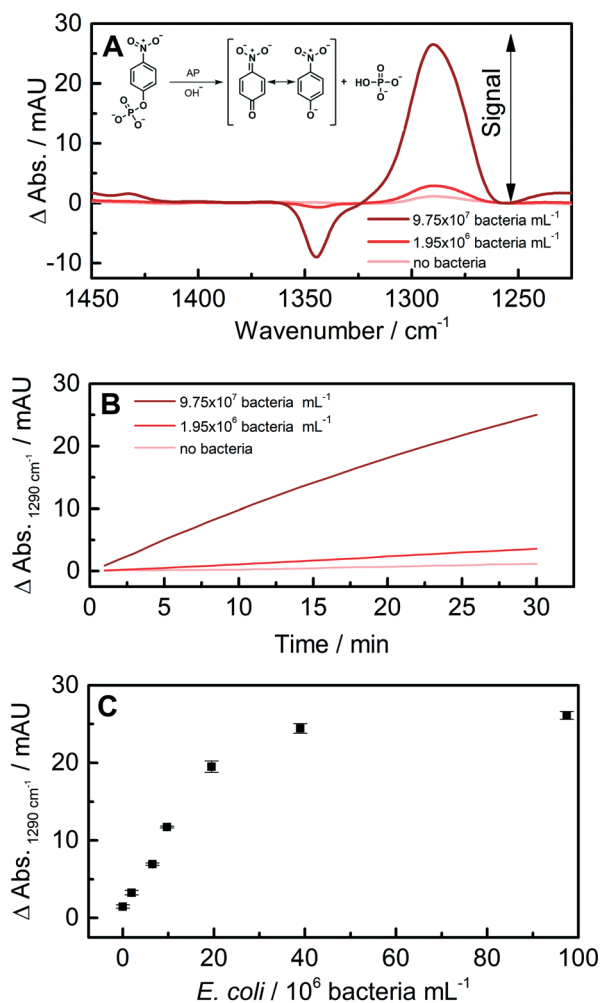 A
Δ Abs. / mAU
30
20
10
0
-10
1450
1400
1350
1300
1250
Wavenumber / cm⁻¹
O⁻ N⁺ O⁻
O
O P O⁻
O⁻
AP
OH⁻
O⁻ N⁺ O⁻
O
O N⁺ O⁻
O⁻
+
O
HO P O⁻
O⁻
Signal
9.75x10⁷ bacteria mL⁻¹
1.95x10⁶ bacteria mL⁻¹
no bacteria
B
Δ Abs. 1290 cm⁻¹ / mAU
30
20
10
0
9.75x10⁷ bacteria mL⁻¹
1.95x10⁶ bacteria mL⁻¹
no bacteria
0 5 10 15 20 25 30
Time / min
C
Δ Abs. 1290 cm⁻¹ / mAU
30
20
10
0
0 20 40 60 80 100
E. coli / 10⁶ bacteria mL⁻¹